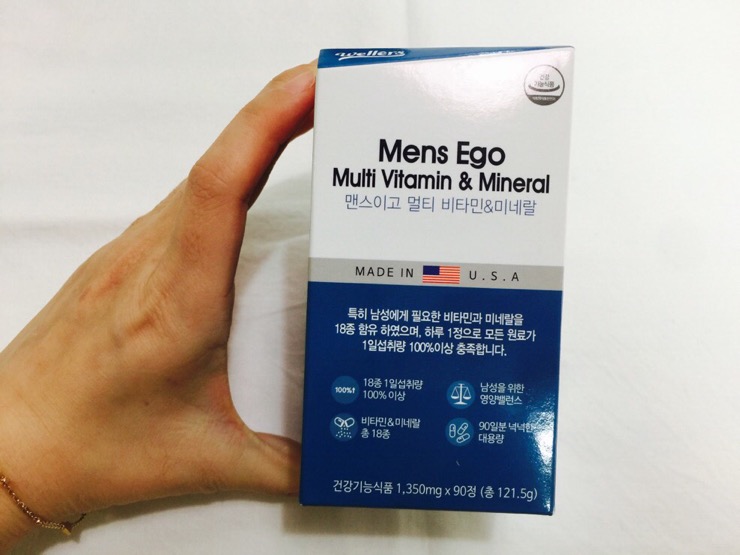 wellers
건강
기능식품
Mens Ego
Multi Vitamin & Mineral
맨스이고 멀티 비타민&미네랄
MADE IN U.S.A
특히 남성에게 필요한 비타민과 미네랄을
18종 함유 하였으며, 하루 1정으로 모든 원료가
1일섭취량 100%이상 충족합니다.
100%↑
18종 1일섭취량
100% 이상
남성을 위한
영양밸런스
비타민&미네랄
총 18종
90일분 넉넉한
대용량
건강기능식품 1,350mg x 90정 (총 121.5g)